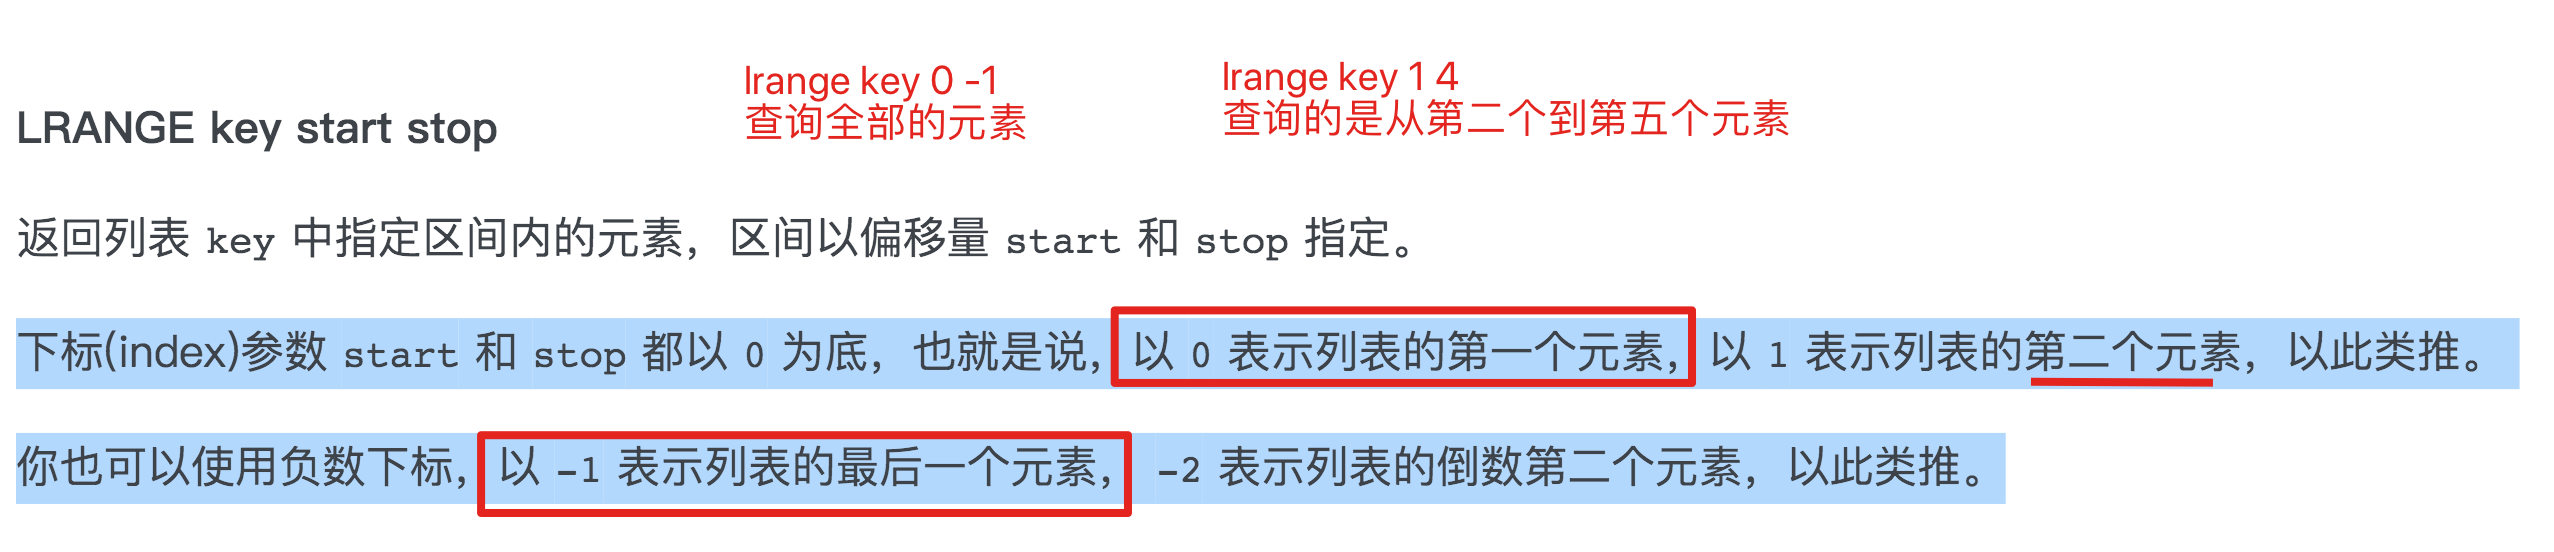 lrange key 0 -1
查询全部的元素
lrange key 1 4
查询的是从第二个到第五个元素
LRANGE key start stop
返回列表 key 中指定区间内的元素，区间以偏移量 start 和 stop 指定。
下标(index)参数 start 和 stop 都以 0 为底，也就是说，以 0 表示列表的第一个元素，以 1 表示列表的第二个元素，以此类推。
你也可以使用负数下标，以 -1 表示列表的最后一个元素， -2 表示列表的倒数第二个元素，以此类推。